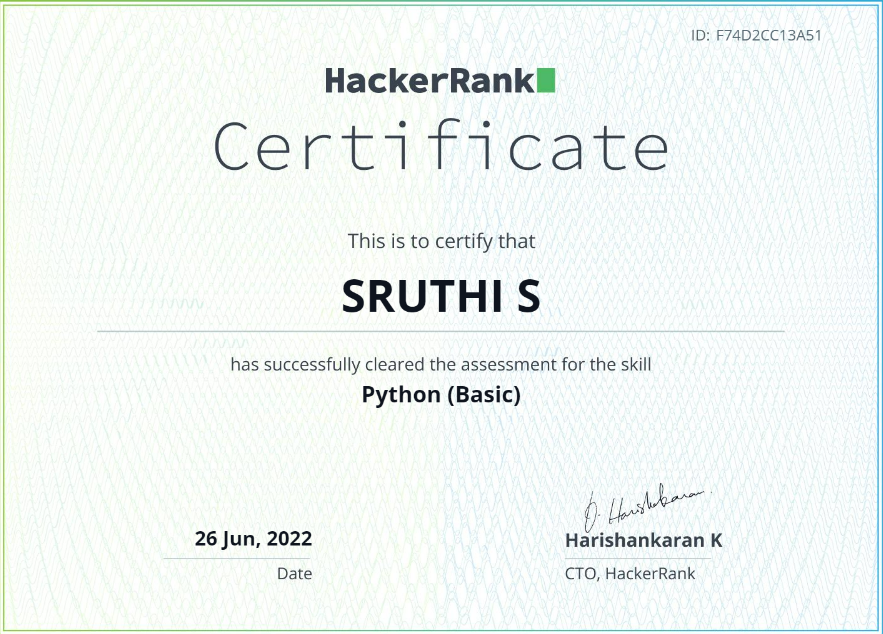 ID: F74D2CC13A51
HackerRank
Certificate
This is to certify that
SRUTHI S
has successfully cleared the assessment for the skill
Python (Basic)
26 Jun, 2022
Date
Harishankaran K
CTO, HackerRank